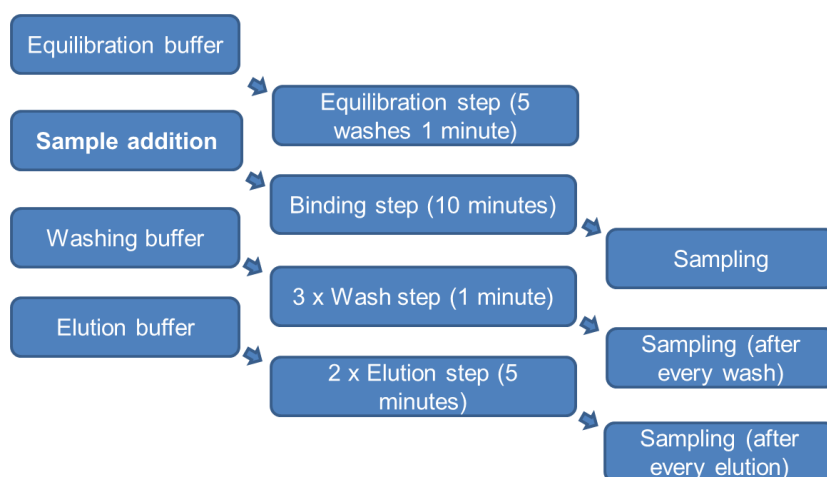 Equilibration buffer
Equilibration step (5
washes 1 minute)
Sample addition
Binding step (10 minutes)
Sampling
Washing buffer
3 x Wash step (1 minute)
Sampling (after
every wash)
Elution buffer
2 x Elution step (5
minutes)
Sampling (after
every elution)